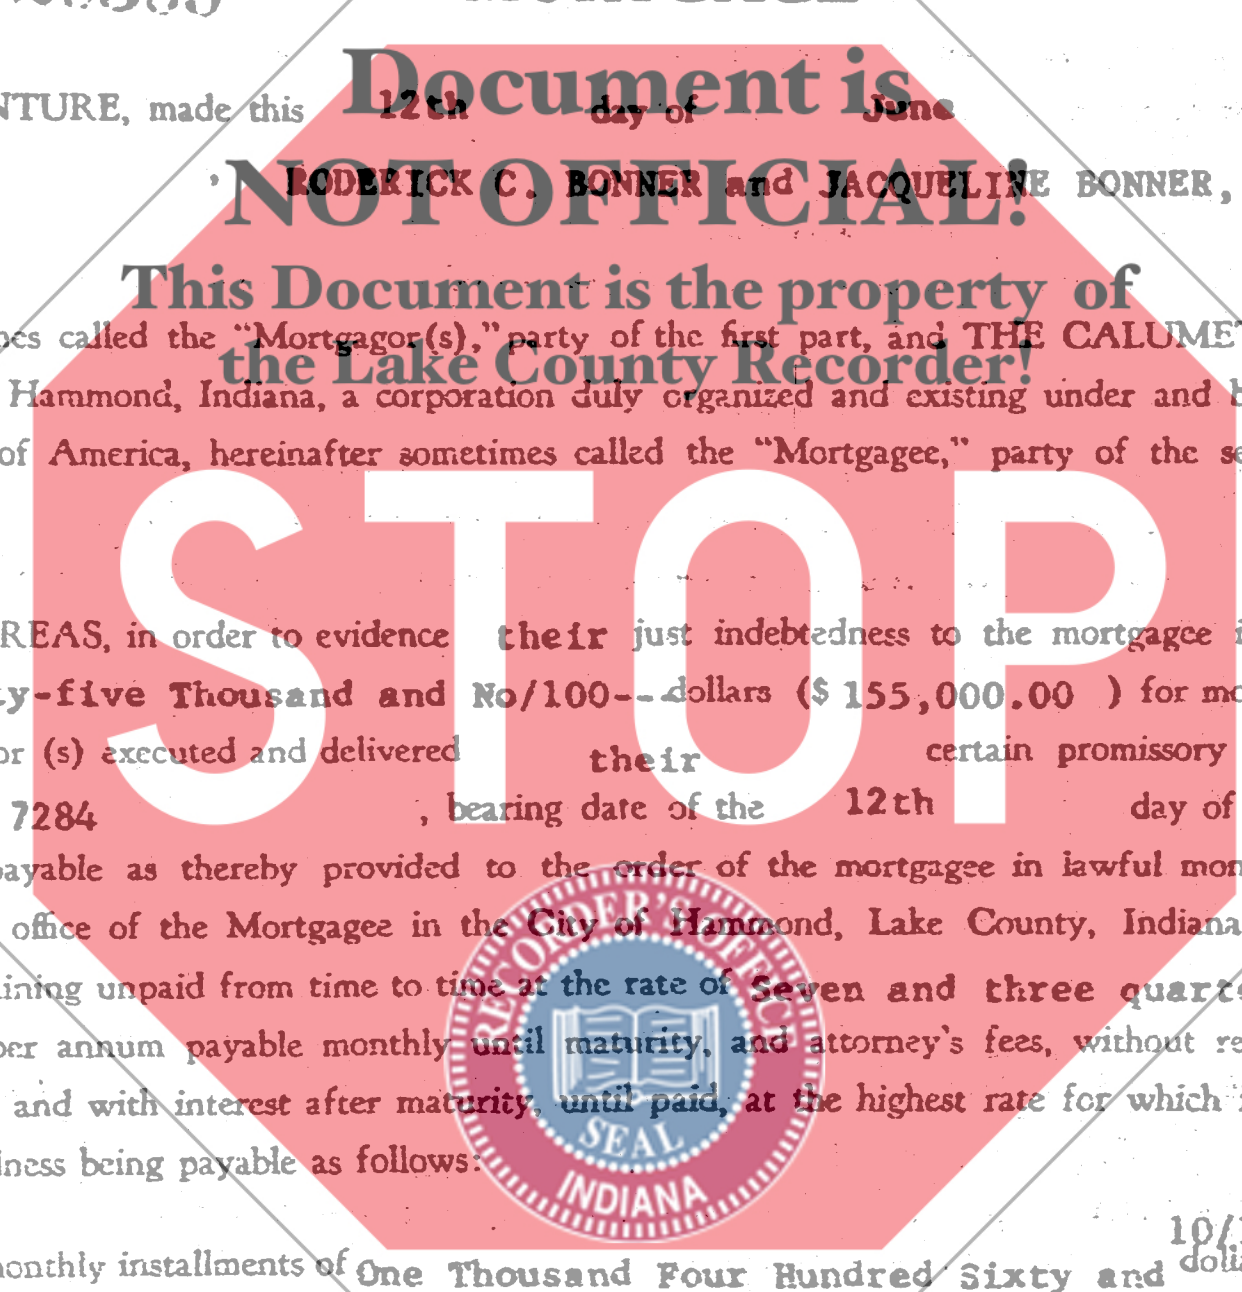 MORTGAGE
Document is
NTURE, made this 12th day of June
NOT OFFICIAL!
, RODERICK C. BONNER and JACQUELINE BONNER,
This Document is the property of
called the “Mortgagor(s),” party of the first part, and THE CALUMET
the Lake County Recorder!
Hammond, Indiana, a corporation duly organized and existing under and
of America, hereinafter sometimes called the “Mortgagee,” party of the
STOP
REAS, in order to evidence their just indebtedness to the mortgagee
y-five Thousand and No/100-- dollars ($ 155,000.00 ) for
or (s) executed and delivered their certain promissory
7284 , bearing date of the 12th day of
ayable as thereby provided to the order of the mortgagee in lawful
office of the Mortgagee in the City of Hammond, Lake County, Indiana
ining unpaid from time to time at the rate of Seven and three quart
per annum payable monthly until maturity, and attorney's fees, without
and with interest after maturity, until paid, at the highest rate for which
dness being payable as follows:
RECORDER'S OFFICE
SEAL
INDIANA
10/
monthly installments of One Thousand Four Hundred Sixty and